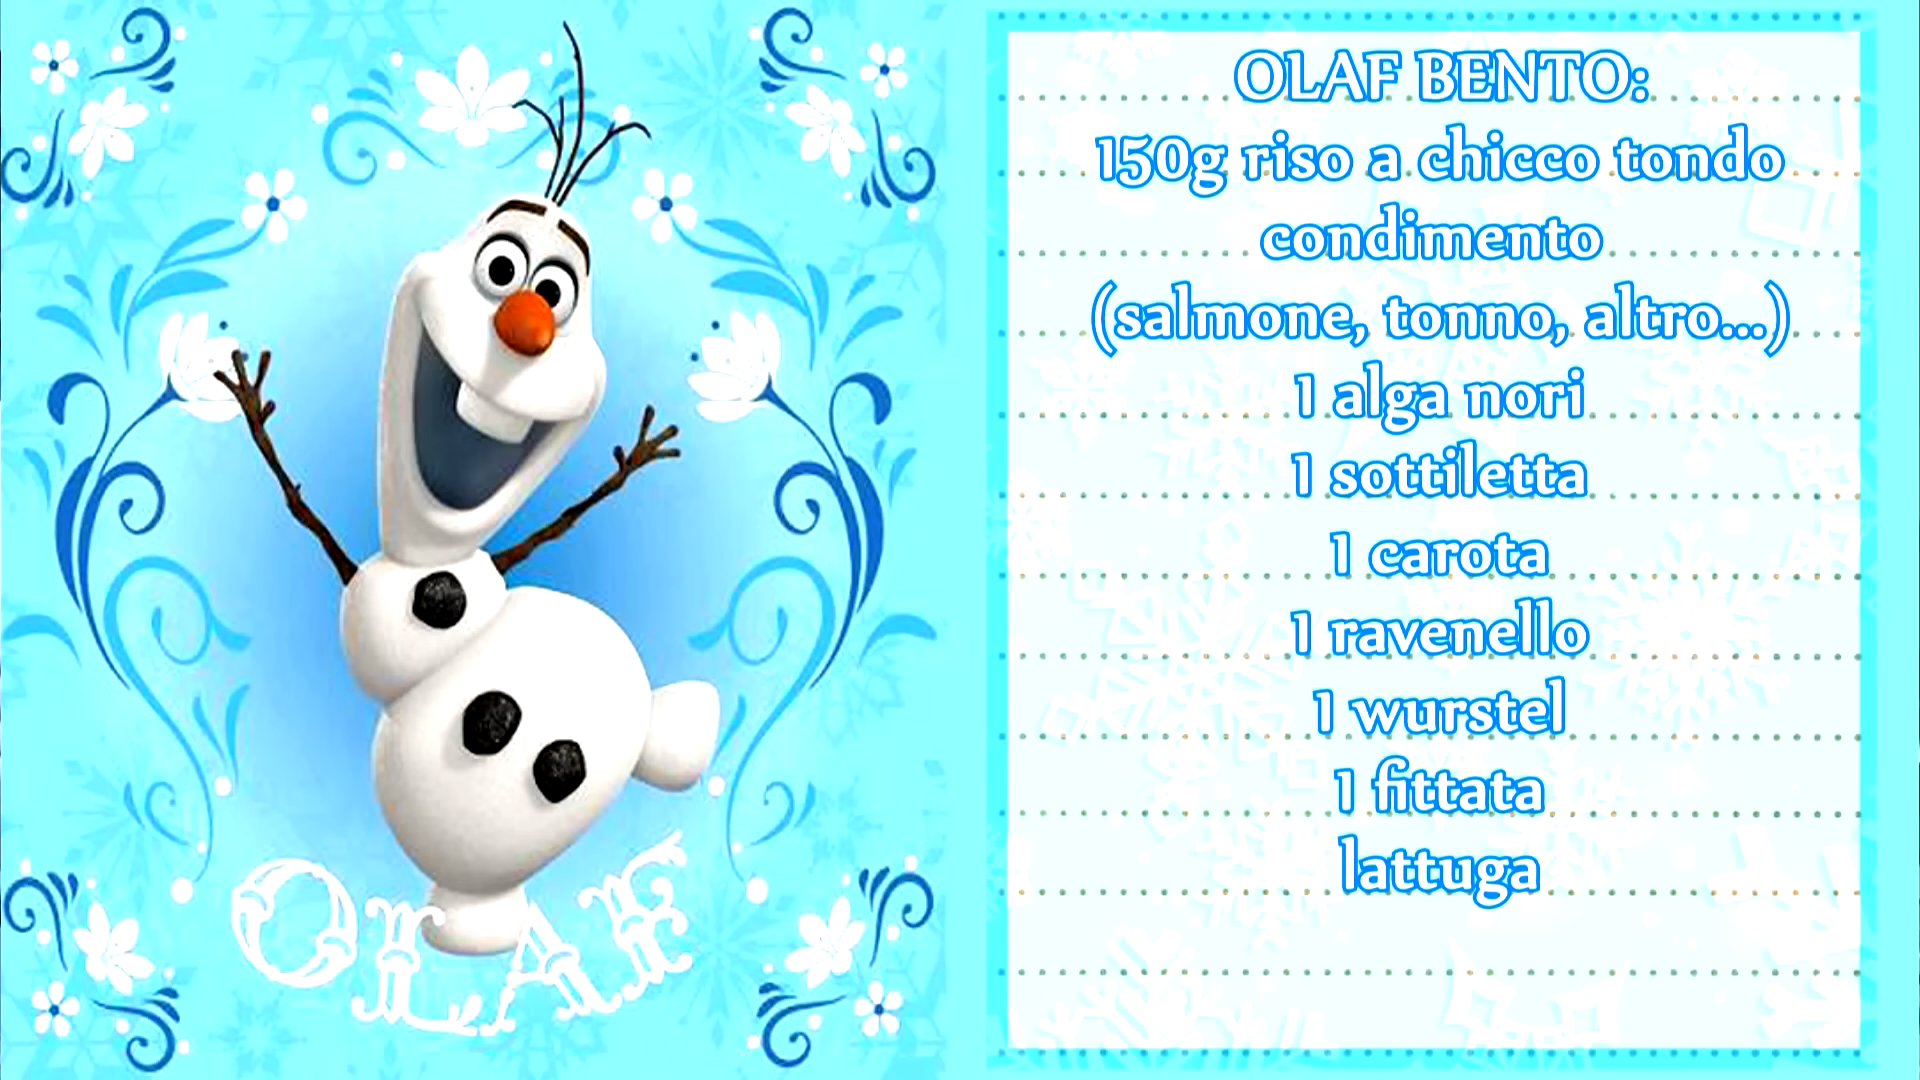 OLAF
OLAF BENTO:
150g riso a chicco tondo
condimento
(salmone, tonno, altro...)
1 alga nori
1 sottiletta
1 carota
1 ravenello
1 wurstel
1 fittata
lattuga